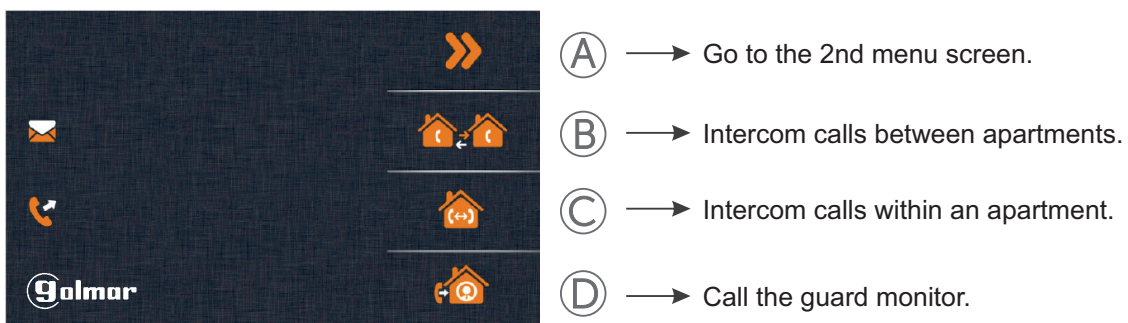 A Go to the 2nd menu screen.
B Intercom calls between apartments.
C Intercom calls within an apartment.
golmar
D Call the guard monitor.